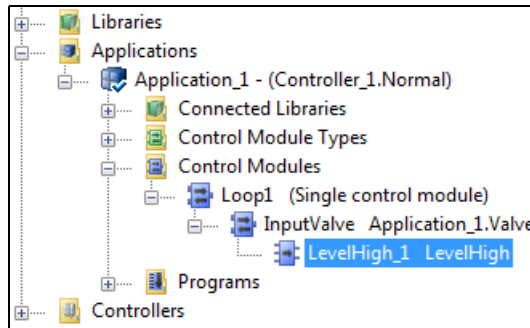 Libraries
Applications
Application_1 - (Controller_1.Normal)
Connected Libraries
Control Module Types
Control Modules
Loop1 (Single control module)
InputValve Application_1.Valve
LevelHigh_1 LevelHigh
Programs
Controllers